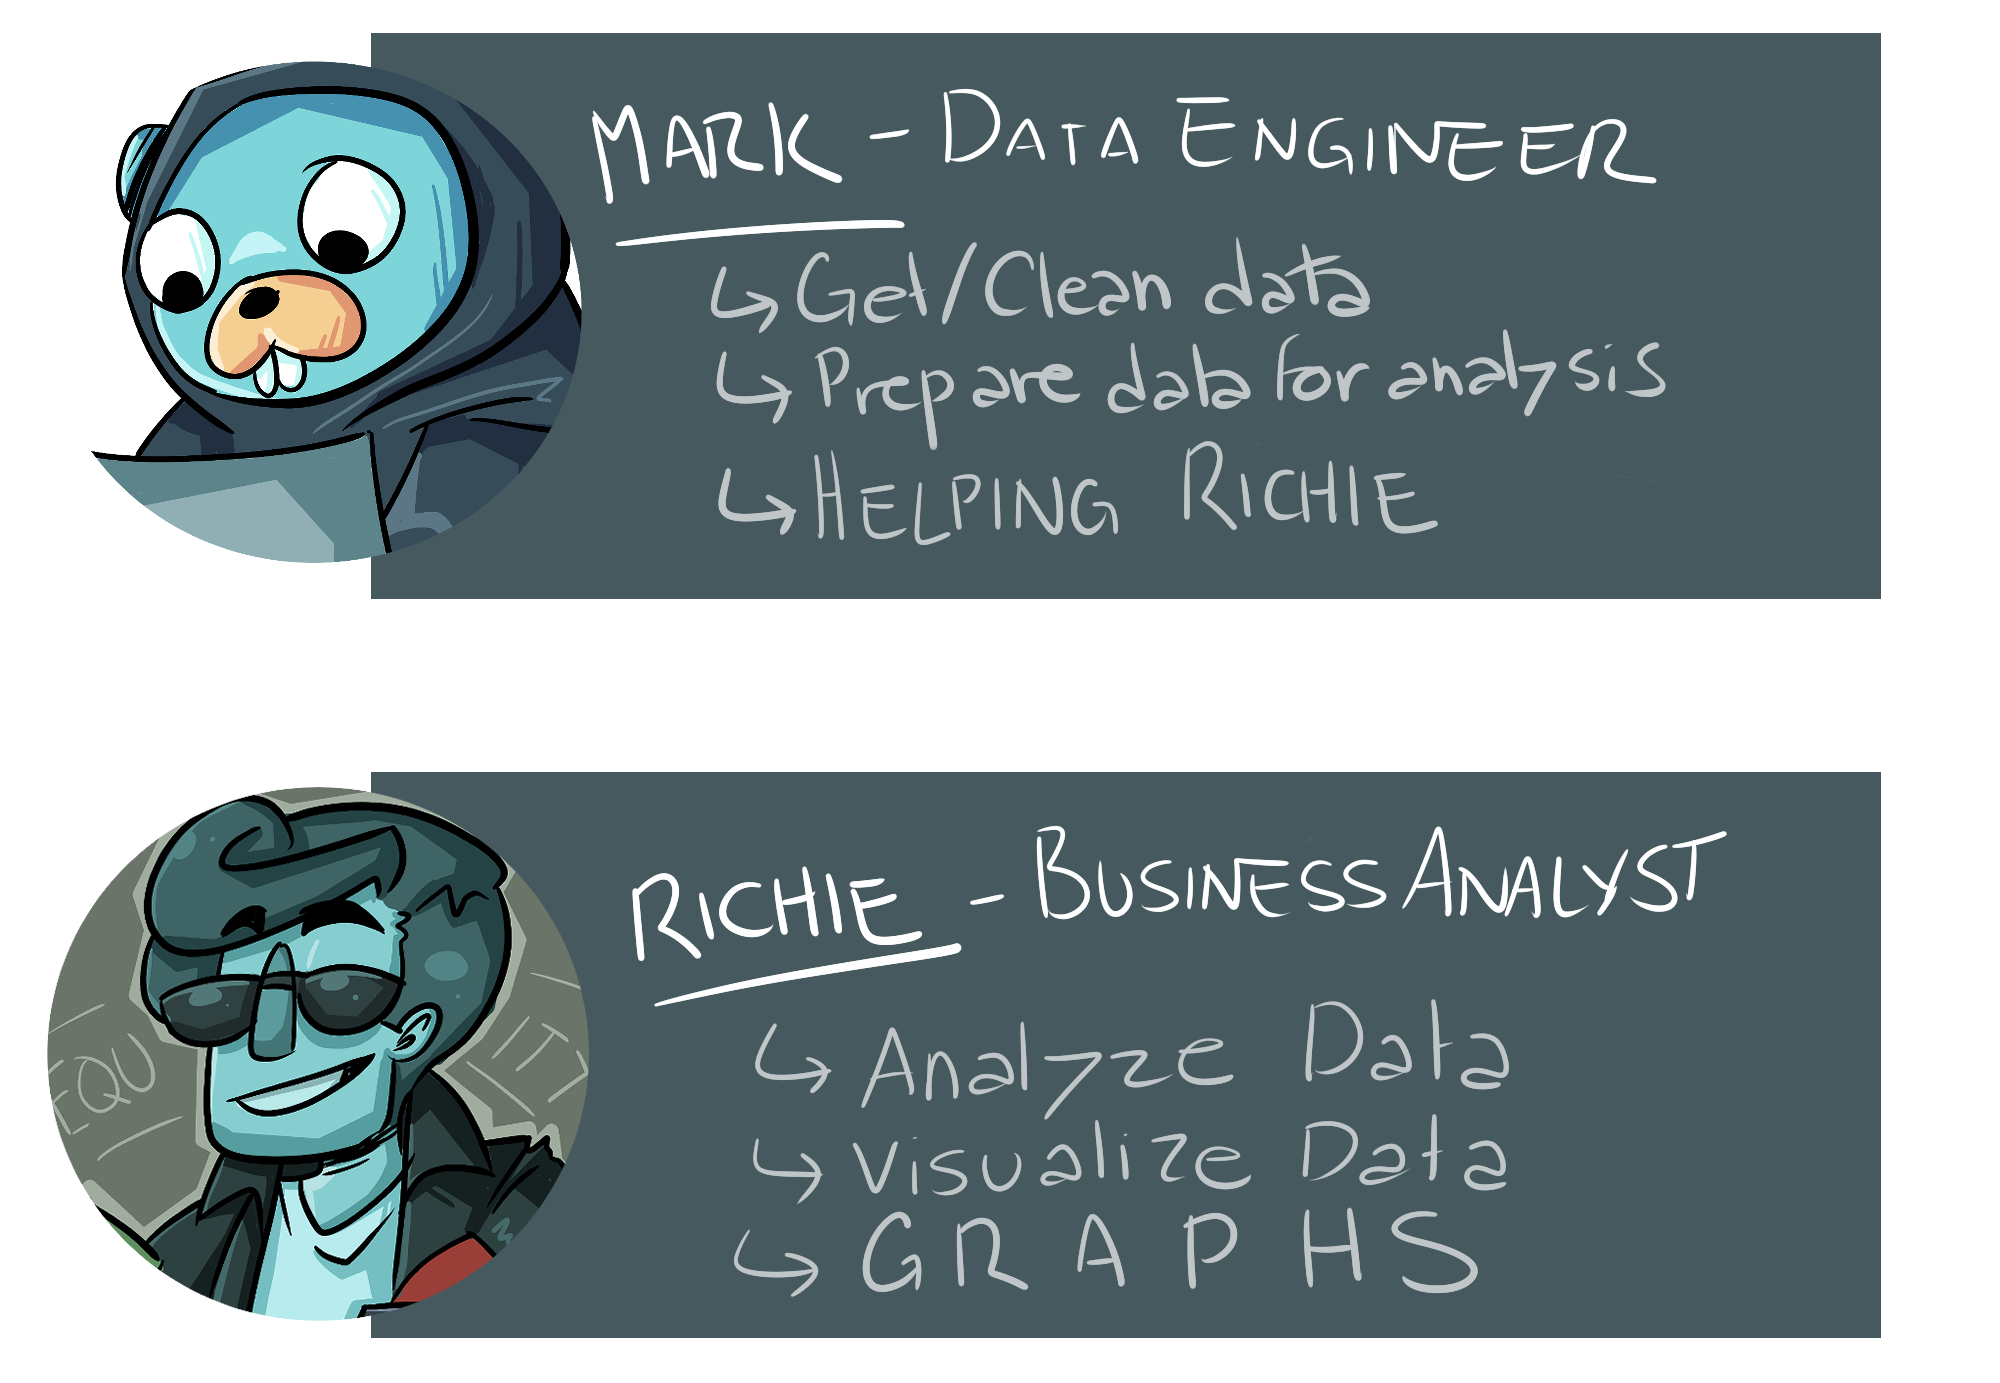 MARK - DATA ENGINEER
↳ Get/Clean data
↳ Prepare data for analysis
↳ HELPING RICHIE
RICHIE - BUSINESS ANALYST
EQU
ITY
↳ Analyze Data
↳ Visualize Data
↳ GRAPHS